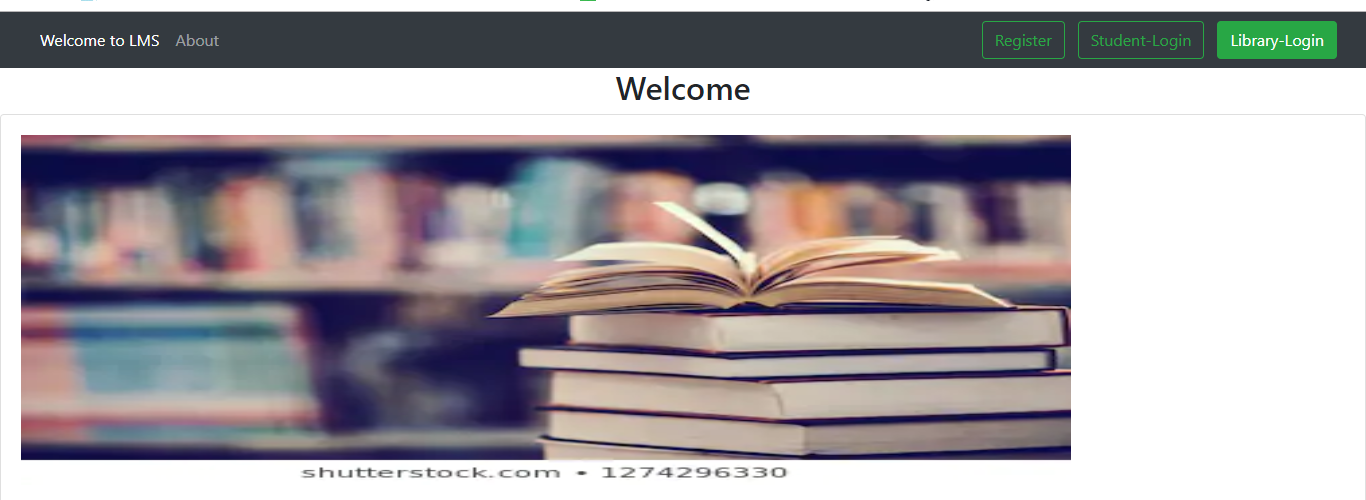 Welcome to LMS About Register Student-Login Library-Login
Welcome
shutterstock.com • 1274296330